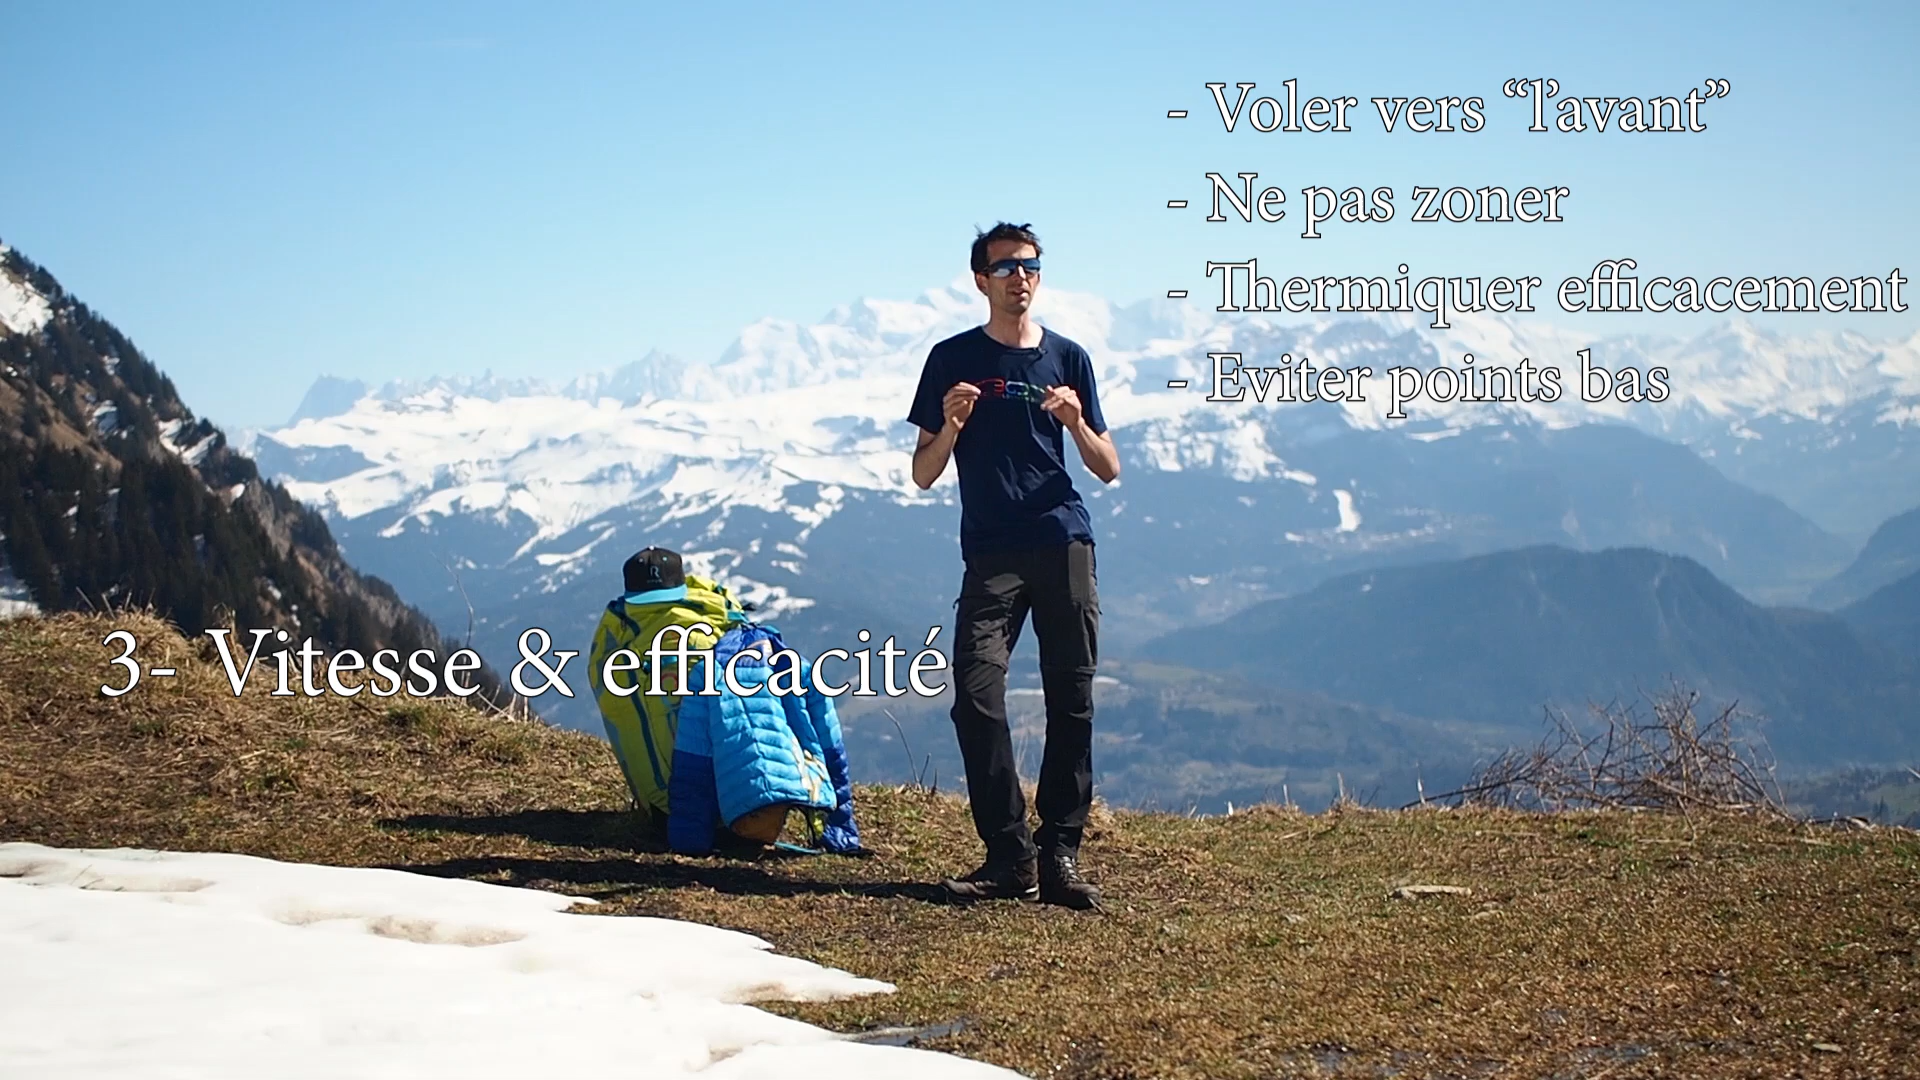 - Voler vers “l’avant”
- Ne pas zoner
- Thermiquer efficacement
- Eviter points bas
3- Vitesse & efficacité